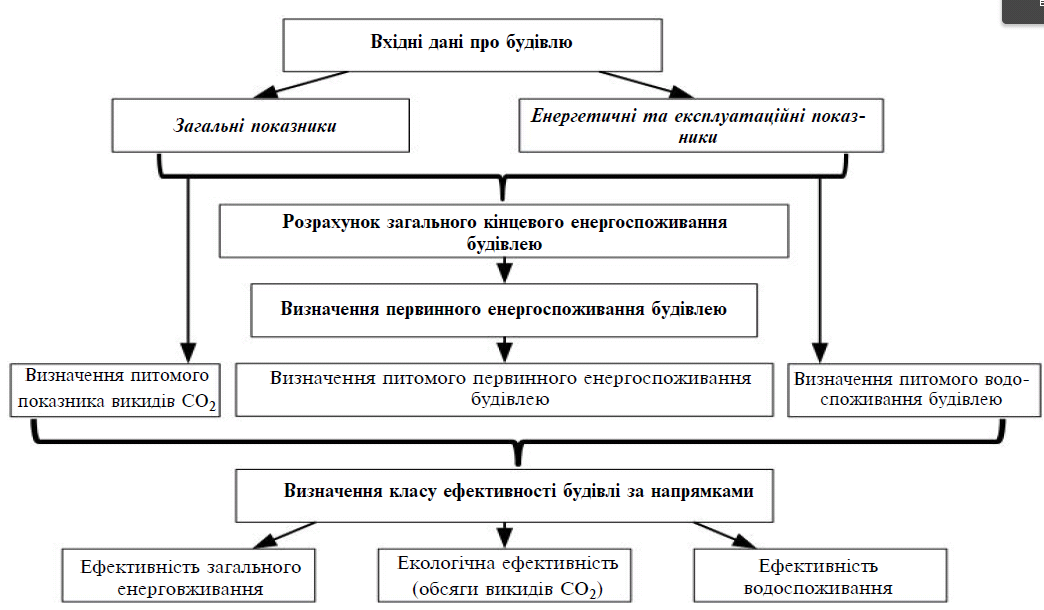 Вхідні дані про будівлю
Загальні показники
Енергетичні та експлуатаційні показ-
ники
Розрахунок загального кінцевого енергоспоживання
будівлею
Визначення первинного енергоспоживання будівлею
Визначення питомого
показника викидів CO₂
Визначення питомого первинного енергоспоживання
будівлею
Визначення питомого водо-
споживання будівлею
Визначення класу ефективності будівлі за напрямками
Ефективність загального
енерговживання
Екологічна ефективність
(обсяги викидів CO₂)
Ефективність
водоспоживання